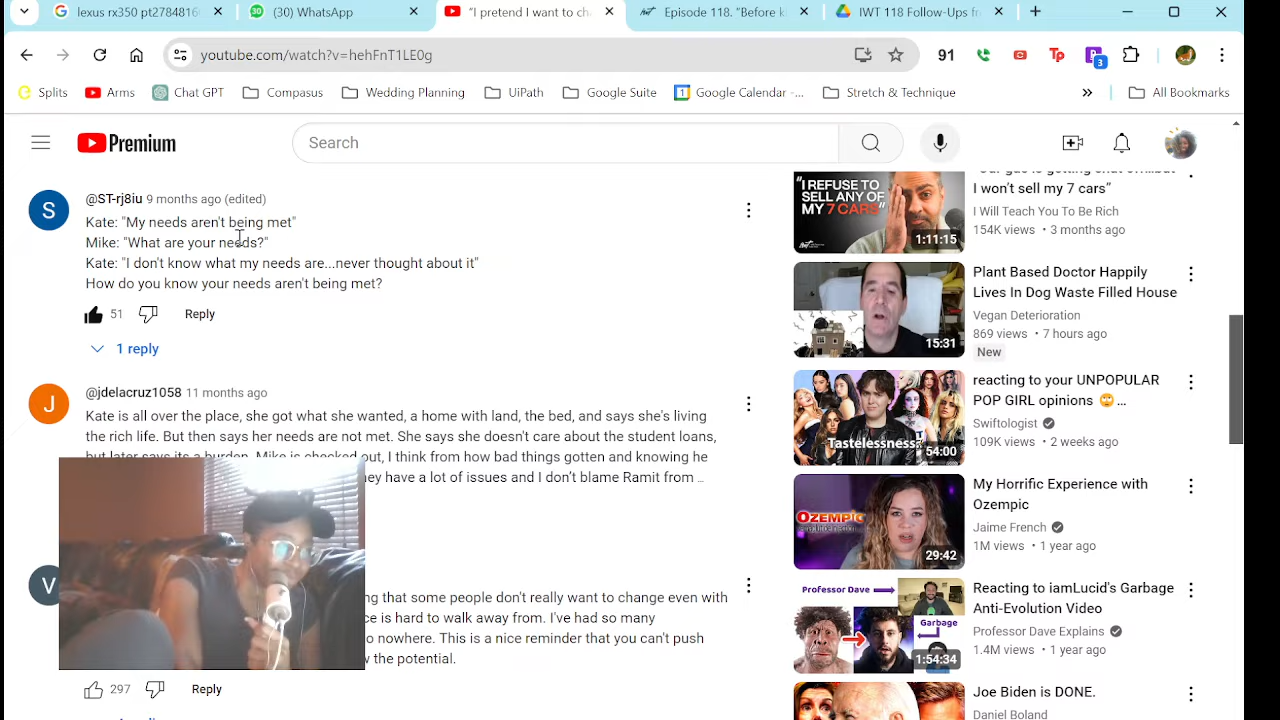 lexus rx350 pt278416
(30) WhatsApp
"I pretend I want to ch
Episode 118. "Before k
IWT 118 Follow-Ups fr
youtube.com/watch?v=hehFnT1LE0g
91
Tp
3
Splits
Arms
Chat GPT
Compasus
Wedding Planning
UiPath
Google Suite
Google Calendar -...
Stretch & Technique
All Bookmarks
Premium
Search
S
@STrj8iu 9 months ago (edited)
Kate: "My needs aren't being met"
Mike: "What are your needs?"
Kate: "I don't know what my needs are...never thought about it"
How do you know your needs aren't being met?
51
Reply
1 reply
J
@jdelacruz1058 11 months ago
Kate is all over the place, she got what she wanted, a home with land, the bed, and says she's living
the rich life. But then says her needs are not met. She says she doesn't care about the student loans,
out, I think from how bad things gotten and knowing he
they have a lot of issues and I don't blame Ramit from ...
V
that some people don't really want to change even with
is hard to walk away from. I've had so many
nowhere. This is a nice reminder that you can't push
the potential.
297
Reply
"I REFUSE TO
SELL ANY OF
MY 7 CARS"
1:11:15
I won't sell my 7 cars"
I Will Teach You To Be Rich
154K views • 3 months ago
15:31
Plant Based Doctor Happily
Lives In Dog Waste Filled House
Vegan Deterioration
869 views • 7 hours ago
New
Tastelessness.
54:00
reacting to your UNPOPULAR
POP GIRL opinions 🙄...
Swiftologist
109K views • 2 weeks ago
OZEMPIC
29:42
My Horrific Experience with
Ozempic
Jaime French
1M views • 1 year ago
Professor Dave
Garbage
1:54:34
Reacting to iamLucid's Garbage
Anti-Evolution Video
Professor Dave Explains
1.4M views • 1 year ago
Joe Biden is DONE.
Daniel Boland